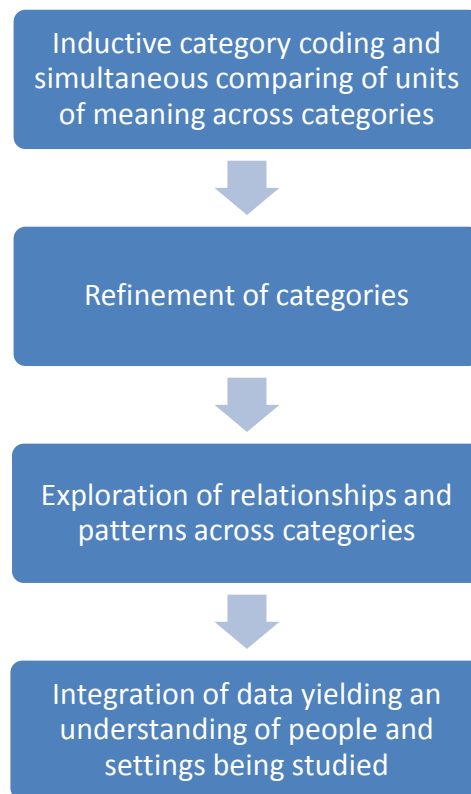 Inductive category coding and
simultaneous comparing of units
of meaning across categories
Refinement of categories
Exploration of relationships and
patterns across categories
Integration of data yielding an
understanding of people and
settings being studied